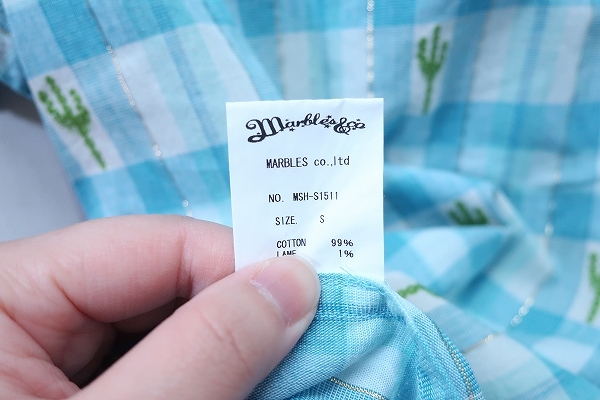 Marbles&co
MARBLES co.,ltd
NO. MSH-S1511
SIZE. S
COTTON 99%
LAME 1%